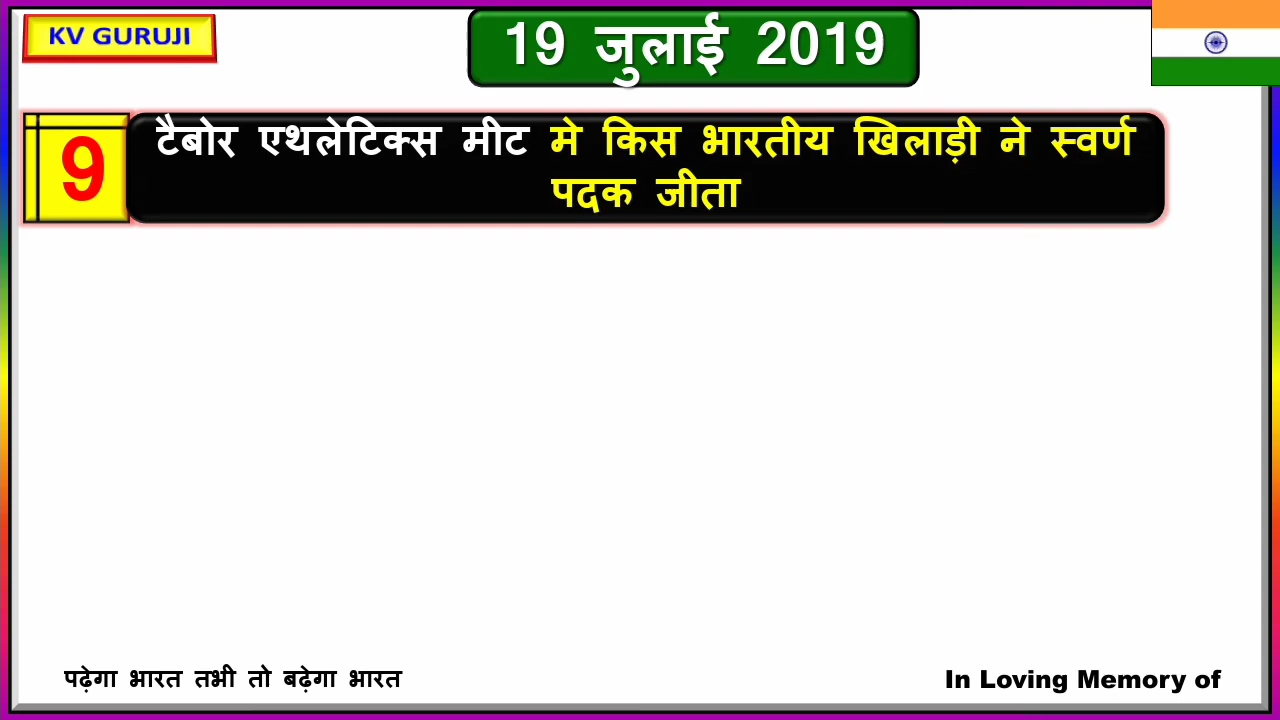 KV GURUJI
19 जुलाई 2019
9
टैबोर एथलेटिक्स मीट मे किस भारतीय खिलाड़ी ने स्वर्ण
पदक जीता
पढ़ेगा भारत तभी तो बढ़ेगा भारत
In Loving Memory of